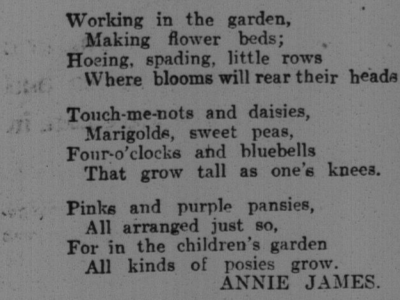 Working in the garden,
Making flower beds;
Hoeing, spading, little rows
Where blooms will rear their heads
Touch-me-nots and daisies,
Marigolds, sweet peas,
Four-o'clocks and bluebells
That grow tall as one's knees.
Pinks and purple pansies,
All arranged just so,
For in the children's garden
All kinds of posies grow.
ANNIE JAMES.